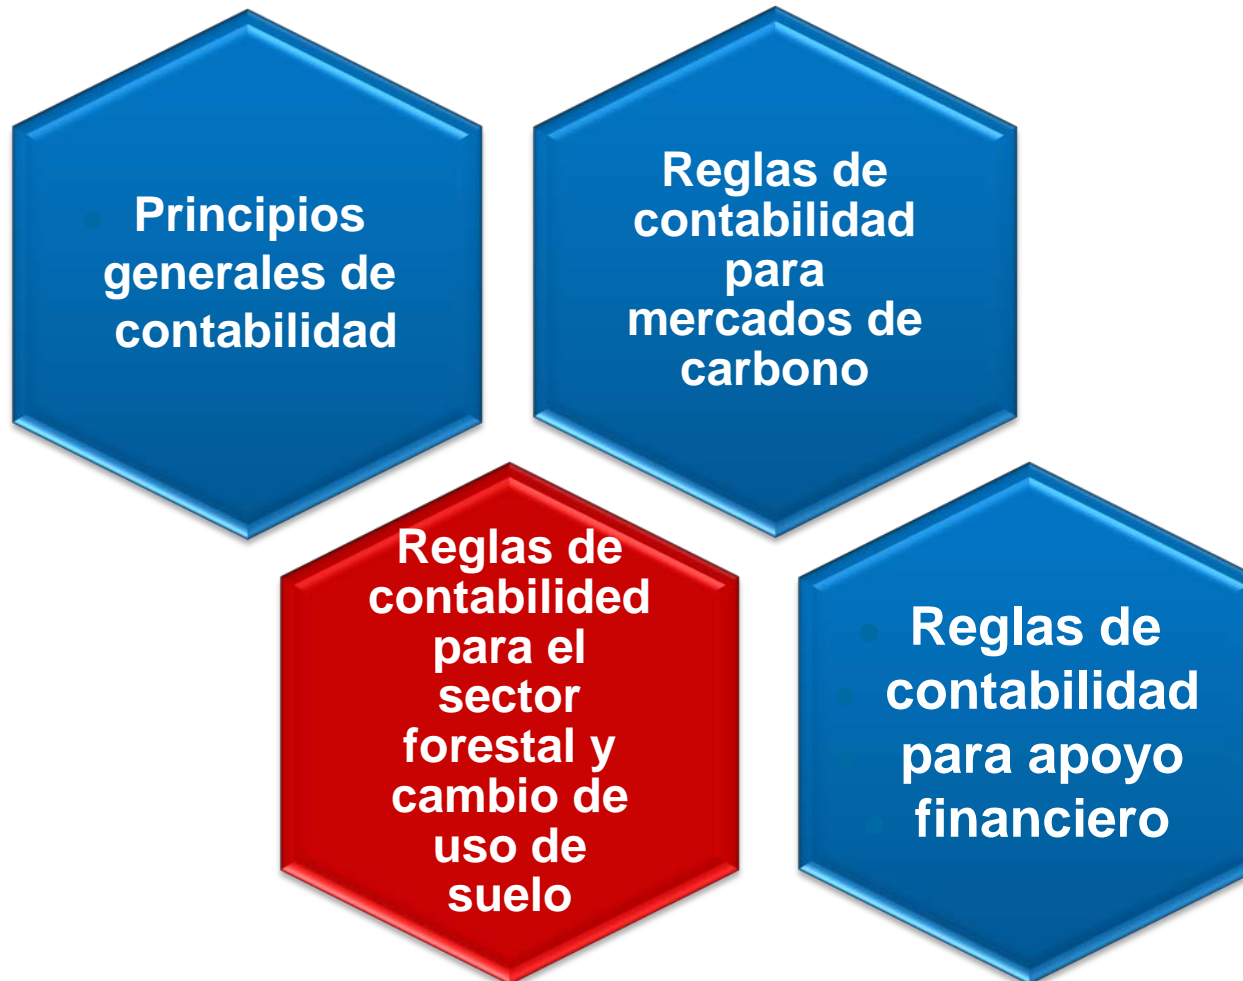 Principios
generales de
contabilidad
Reglas de
contabilidad
para
mercados de
carbono
Reglas de
contabilided
para el
sector
forestal y
cambio de
uso de
suelo
Reglas de
contabilidad
para apoyo
financiero